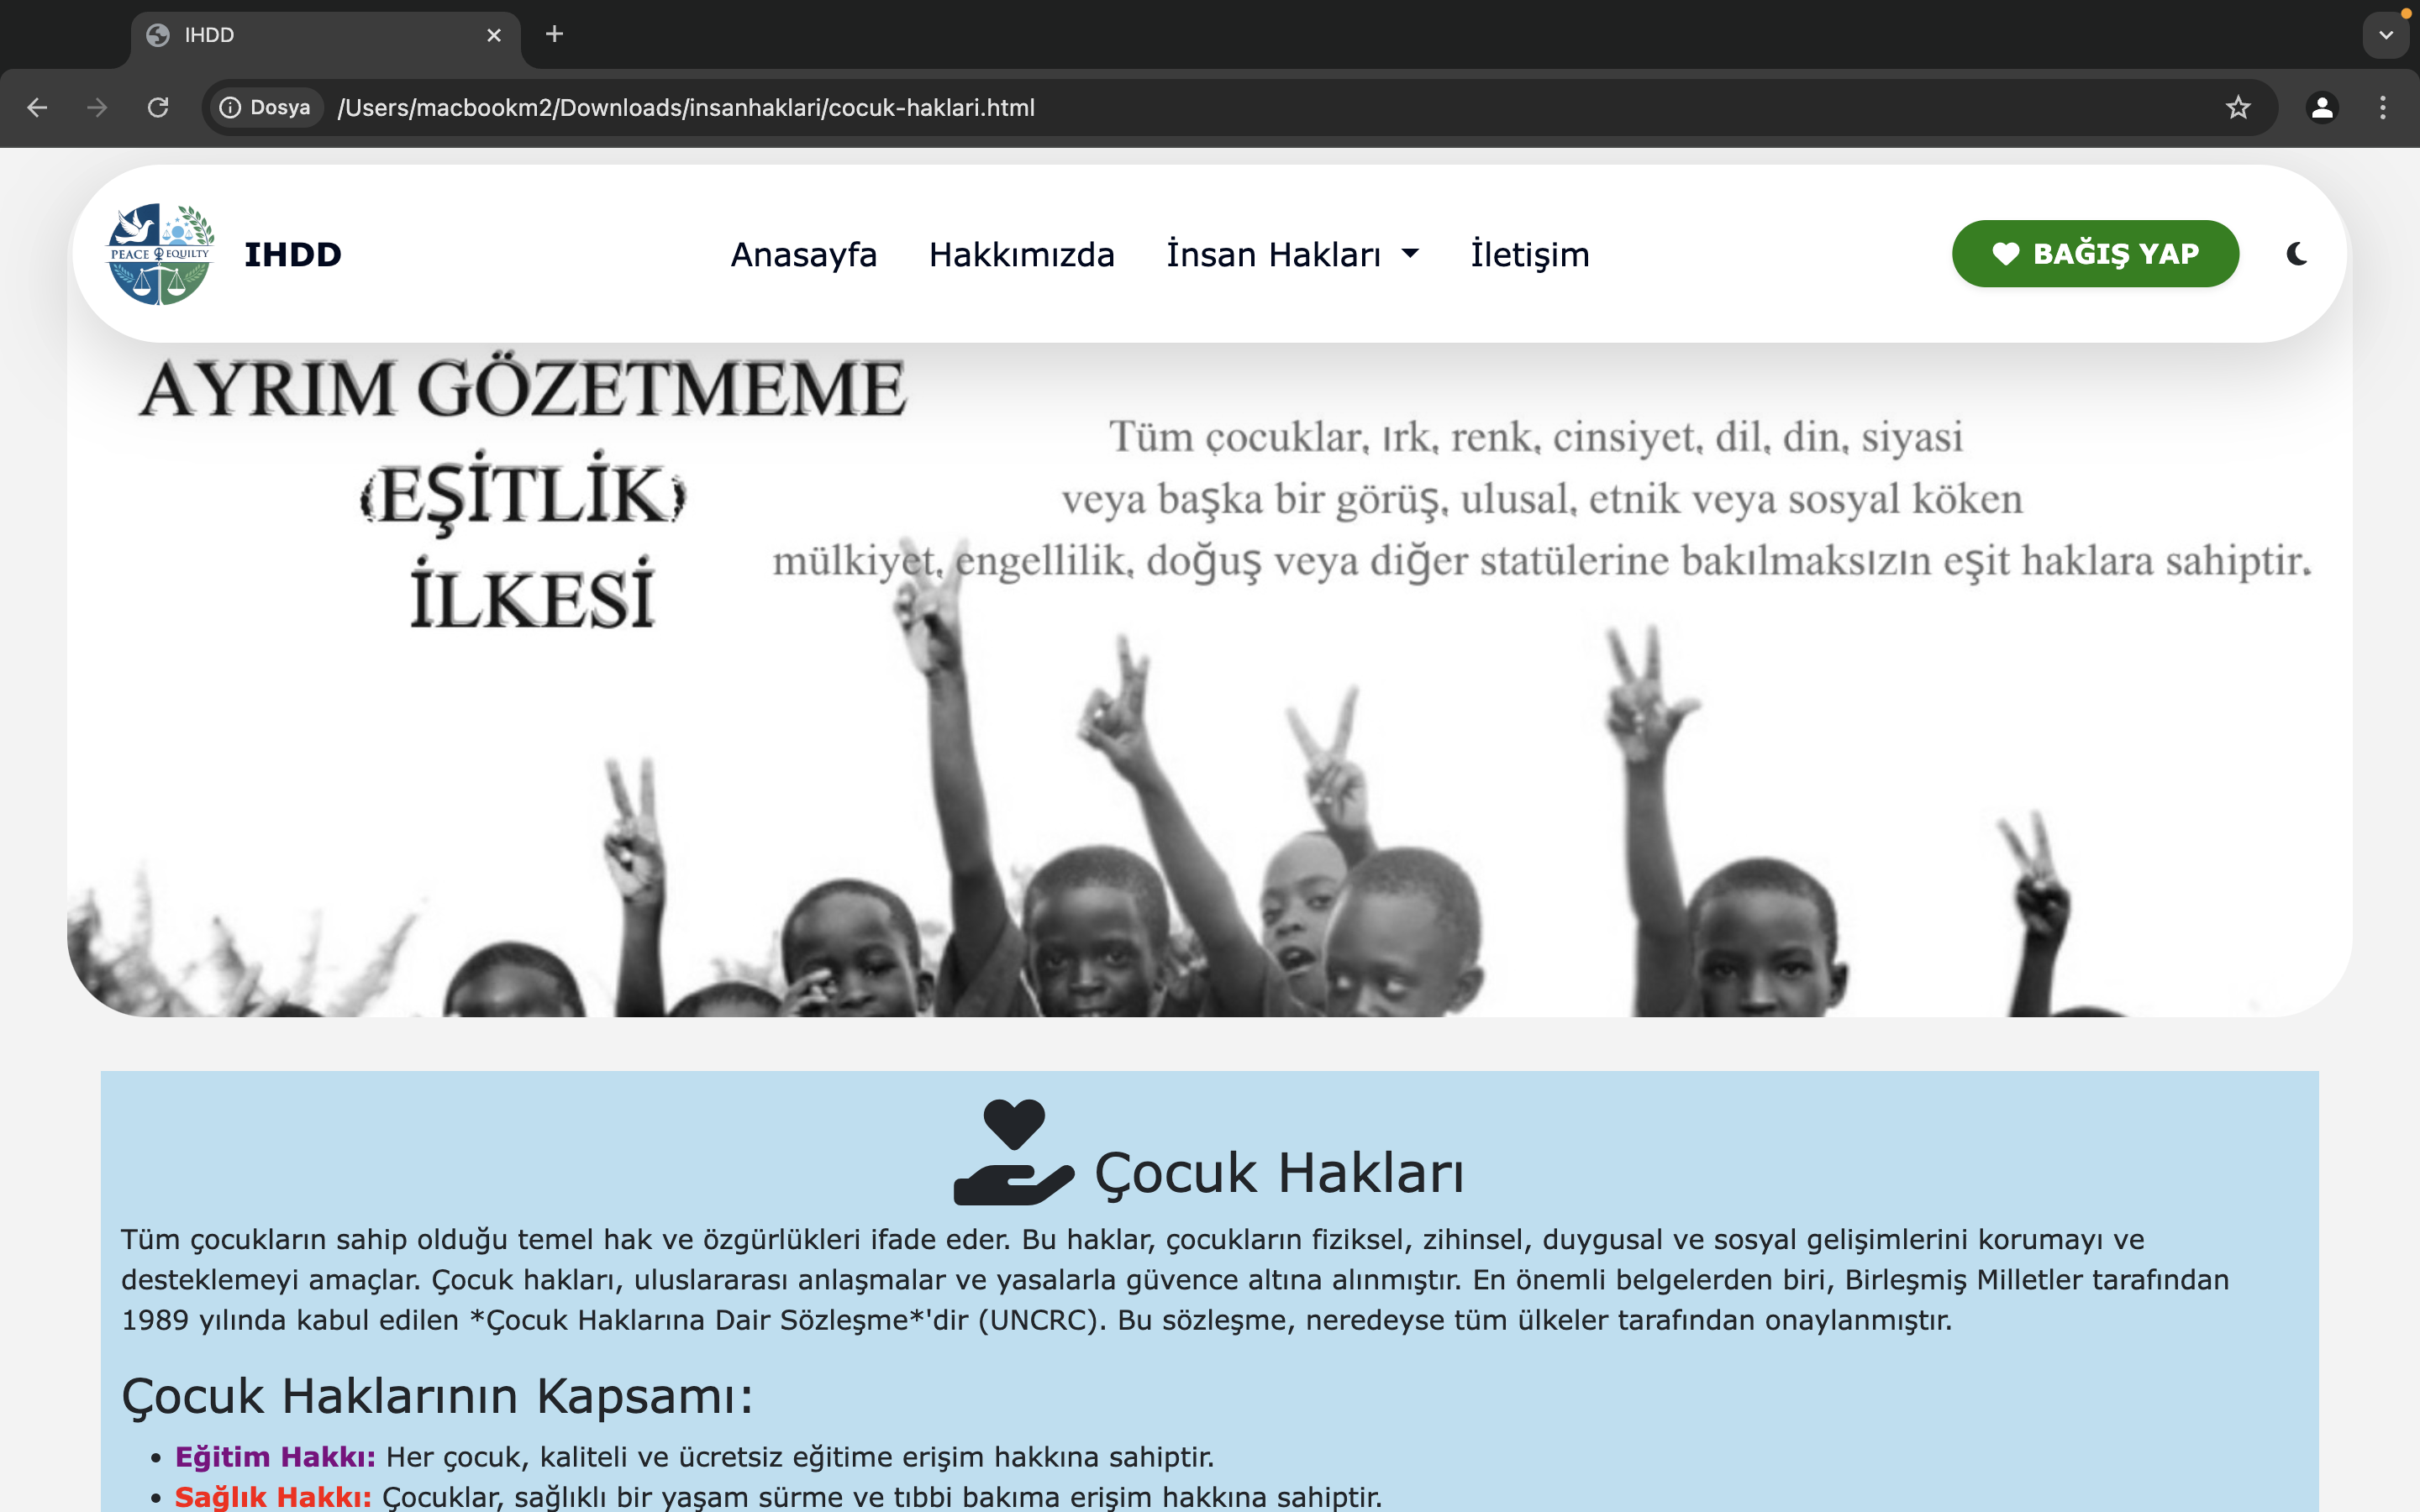 IHDD
Dosya /Users/macbookm2/Downloads/insanhaklari/cocuk-haklari.html
PEACE EQUILTY
IHDD
Anasayfa Hakkımızda İnsan Hakları İletişim
BAĞIŞ YAP
AYRIM GÖZETMEME
(EŞİTLİK)
İLKESİ
Tüm çocuklar, ırk, renk, cinsiyet, dil, din, siyasi
veya başka bir görüş, ulusal, etnik veya sosyal köken
mülkiyet, engellilik, doğuş veya diğer statülerine bakılmaksızın eşit haklara sahiptir.
Çocuk Hakları
Tüm çocukların sahip olduğu temel hak ve özgürlükleri ifade eder. Bu haklar, çocukların fiziksel, zihinsel, duygusal ve sosyal gelişimlerini korumayı ve
desteklemeyi amaçlar. Çocuk hakları, uluslararası anlaşmalar ve yasalarla güvence altına alınmıştır. En önemli belgelerden biri, Birleşmiş Milletler tarafından
1989 yılında kabul edilen *Çocuk Haklarına Dair Sözleşme*'dir (UNCRC). Bu sözleşme, neredeyse tüm ülkeler tarafından onaylanmıştır.
Çocuk Haklarının Kapsamı:
• Eğitim Hakkı: Her çocuk, kaliteli ve ücretsiz eğitime erişim hakkına sahiptir.
• Sağlık Hakkı: Çocuklar, sağlıklı bir yaşam sürme ve tıbbi bakıma erişim hakkına sahiptir.